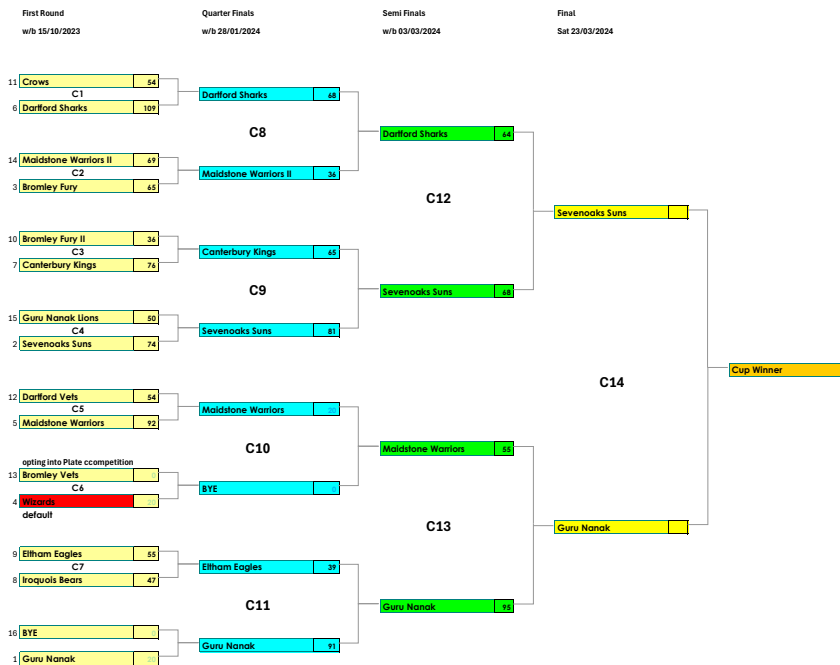 First Round Quarter Finals Semi Finals Final
w/b 15/10/2023 w/b 28/01/2024 w/b 03/03/2024 Sat 23/03/2024
11 Crows 54
C1
6 Dartford Sharks 109
Dartford Sharks 68
C8
Maidstone Warriors II 36
14 Maidstone Warriors II 69
C2
3 Bromley Fury 65
Dartford Sharks 64
C12
Sevenoaks Suns 68
10 Bromley Fury II 36
C3
7 Canterbury Kings 76
Canterbury Kings 65
C9
Sevenoaks Suns 81
15 Guru Nanak Lions 50
C4
2 Sevenoaks Suns 74
Sevenoaks Suns
C14
Guru Nanak
Cup Winner
12 Dartford Vets 54
C5
5 Maidstone Warriors 92
Maidstone Warriors 20
C10
BYE 0
opting into Plate ccompetition
13 Bromley Vets 0
C6
4 Wizards 20
default
Maidstone Warriors 55
C13
Guru Nanak 95
9 Eltham Eagles 55
C7
8 Iroquois Bears 47
Eltham Eagles 39
C11
Guru Nanak 91
16 BYE 0
1 Guru Nanak 20